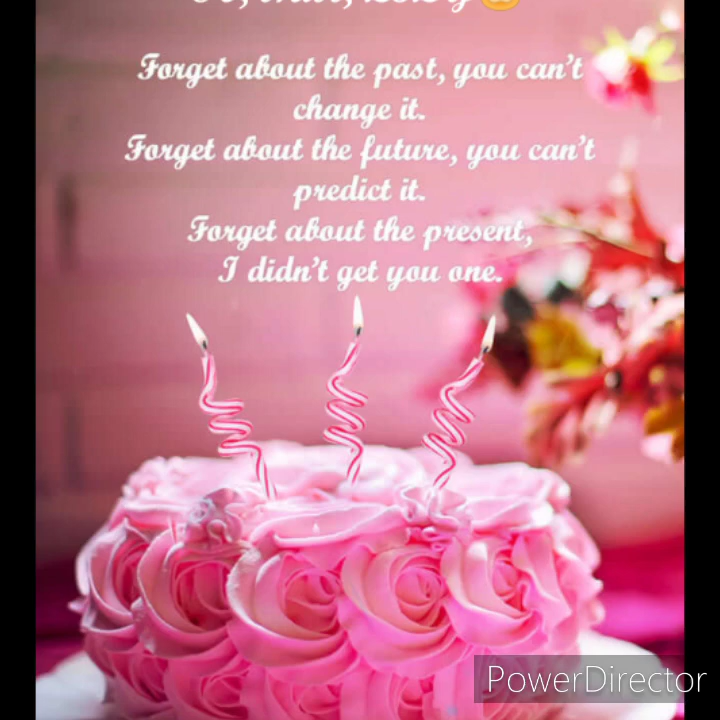 Forget about the past, you can't
change it.
Forget about the future, you can't
predict it.
Forget about the present,
I didn't get you one.
PowerDirector